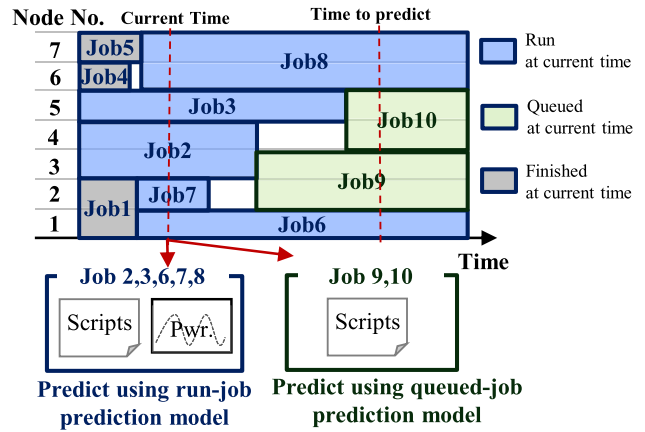 Node No.
Current Time
Time to predict
7
6
5
4
3
2
1
Job5
Job4
Job8
Job3
Job10
Job2
Job9
Job1
Job7
Job6
Run
at current time
Queued
at current time
Finished
at current time
Time
Job 2,3,6,7,8
Scripts
Pwr.
Predict using run-job
prediction model
Job 9,10
Scripts
Predict using queued-job
prediction model